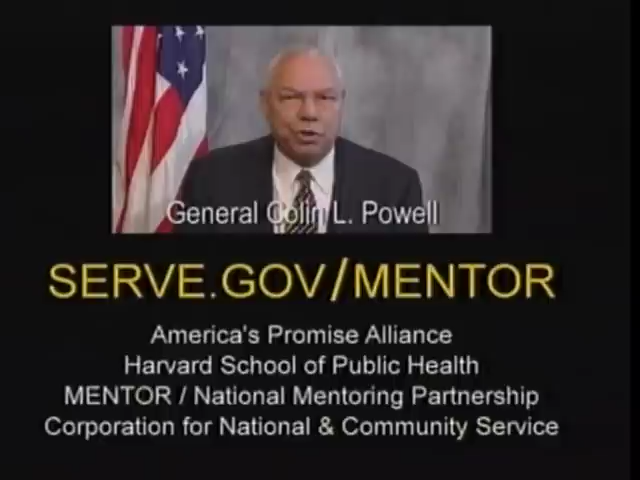 General Colin L. Powell
SERVE.GOV/MENTOR
America's Promise Alliance
Harvard School of Public Health
MENTOR / National Mentoring Partnership
Corporation for National & Community Service